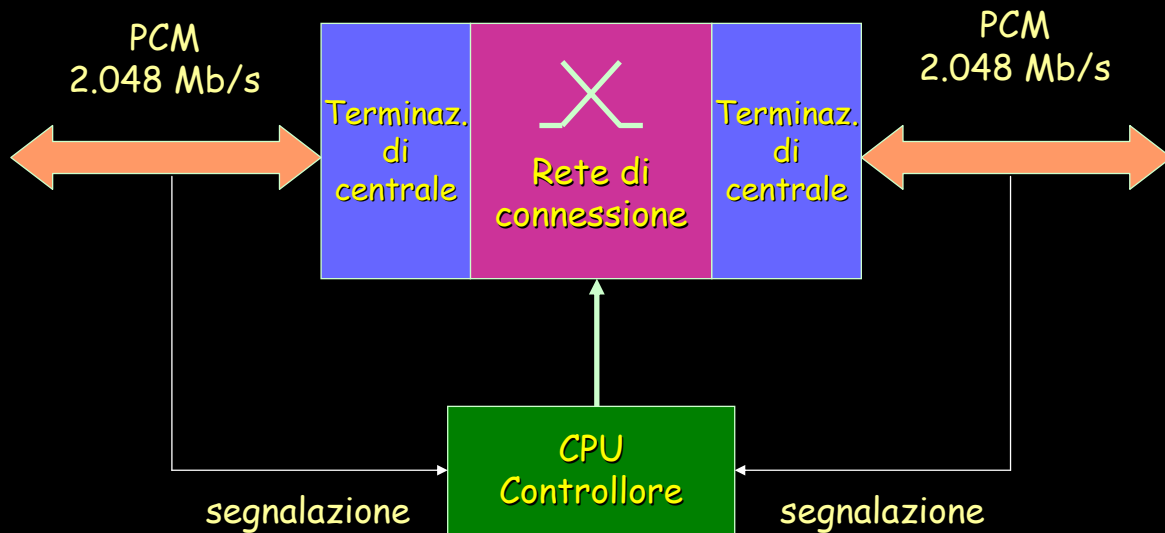 PCM
2.048 Mb/s
Terminaz.
di
centrale
Rete di
connessione
Terminaz.
di
centrale
PCM
2.048 Mb/s
CPU
Controllore
segnalazione
segnalazione